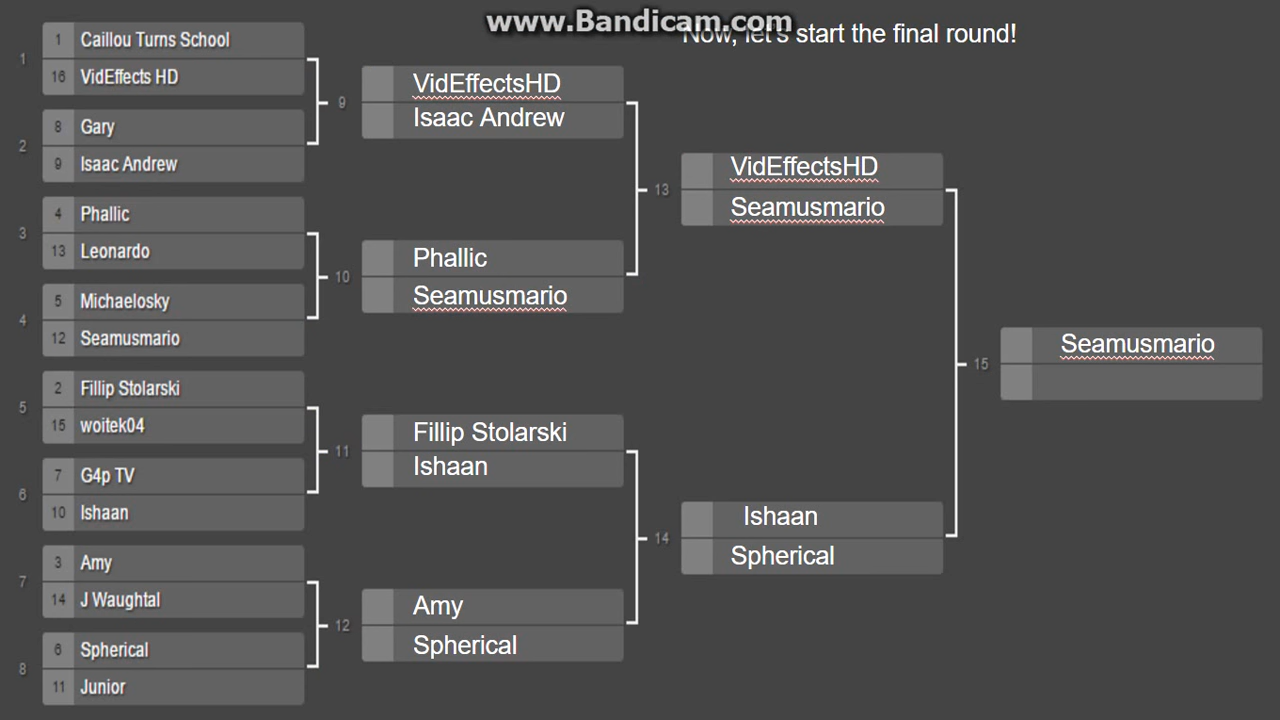 www.Bandicam.com
Now, let's start the final round!
1
1 Caillou Turns School
16 VidEffects HD
2
8 Gary
9 Isaac Andrew
3
4 Phallic
13 Leonardo
4
5 Michaelosky
12 Seamusmario
5
2 Fillip Stolarski
15 woitek04
6
7 G4p TV
10 Ishaan
7
3 Amy
14 J Waughtal
8
6 Spherical
11 Junior
9
VidEffectsHD
Isaac Andrew
10
Phallic
Seamusmario
11
Fillip Stolarski
Ishaan
12
Amy
Spherical
13
VidEffectsHD
Seamusmario
14
Ishaan
Spherical
15
Seamusmario